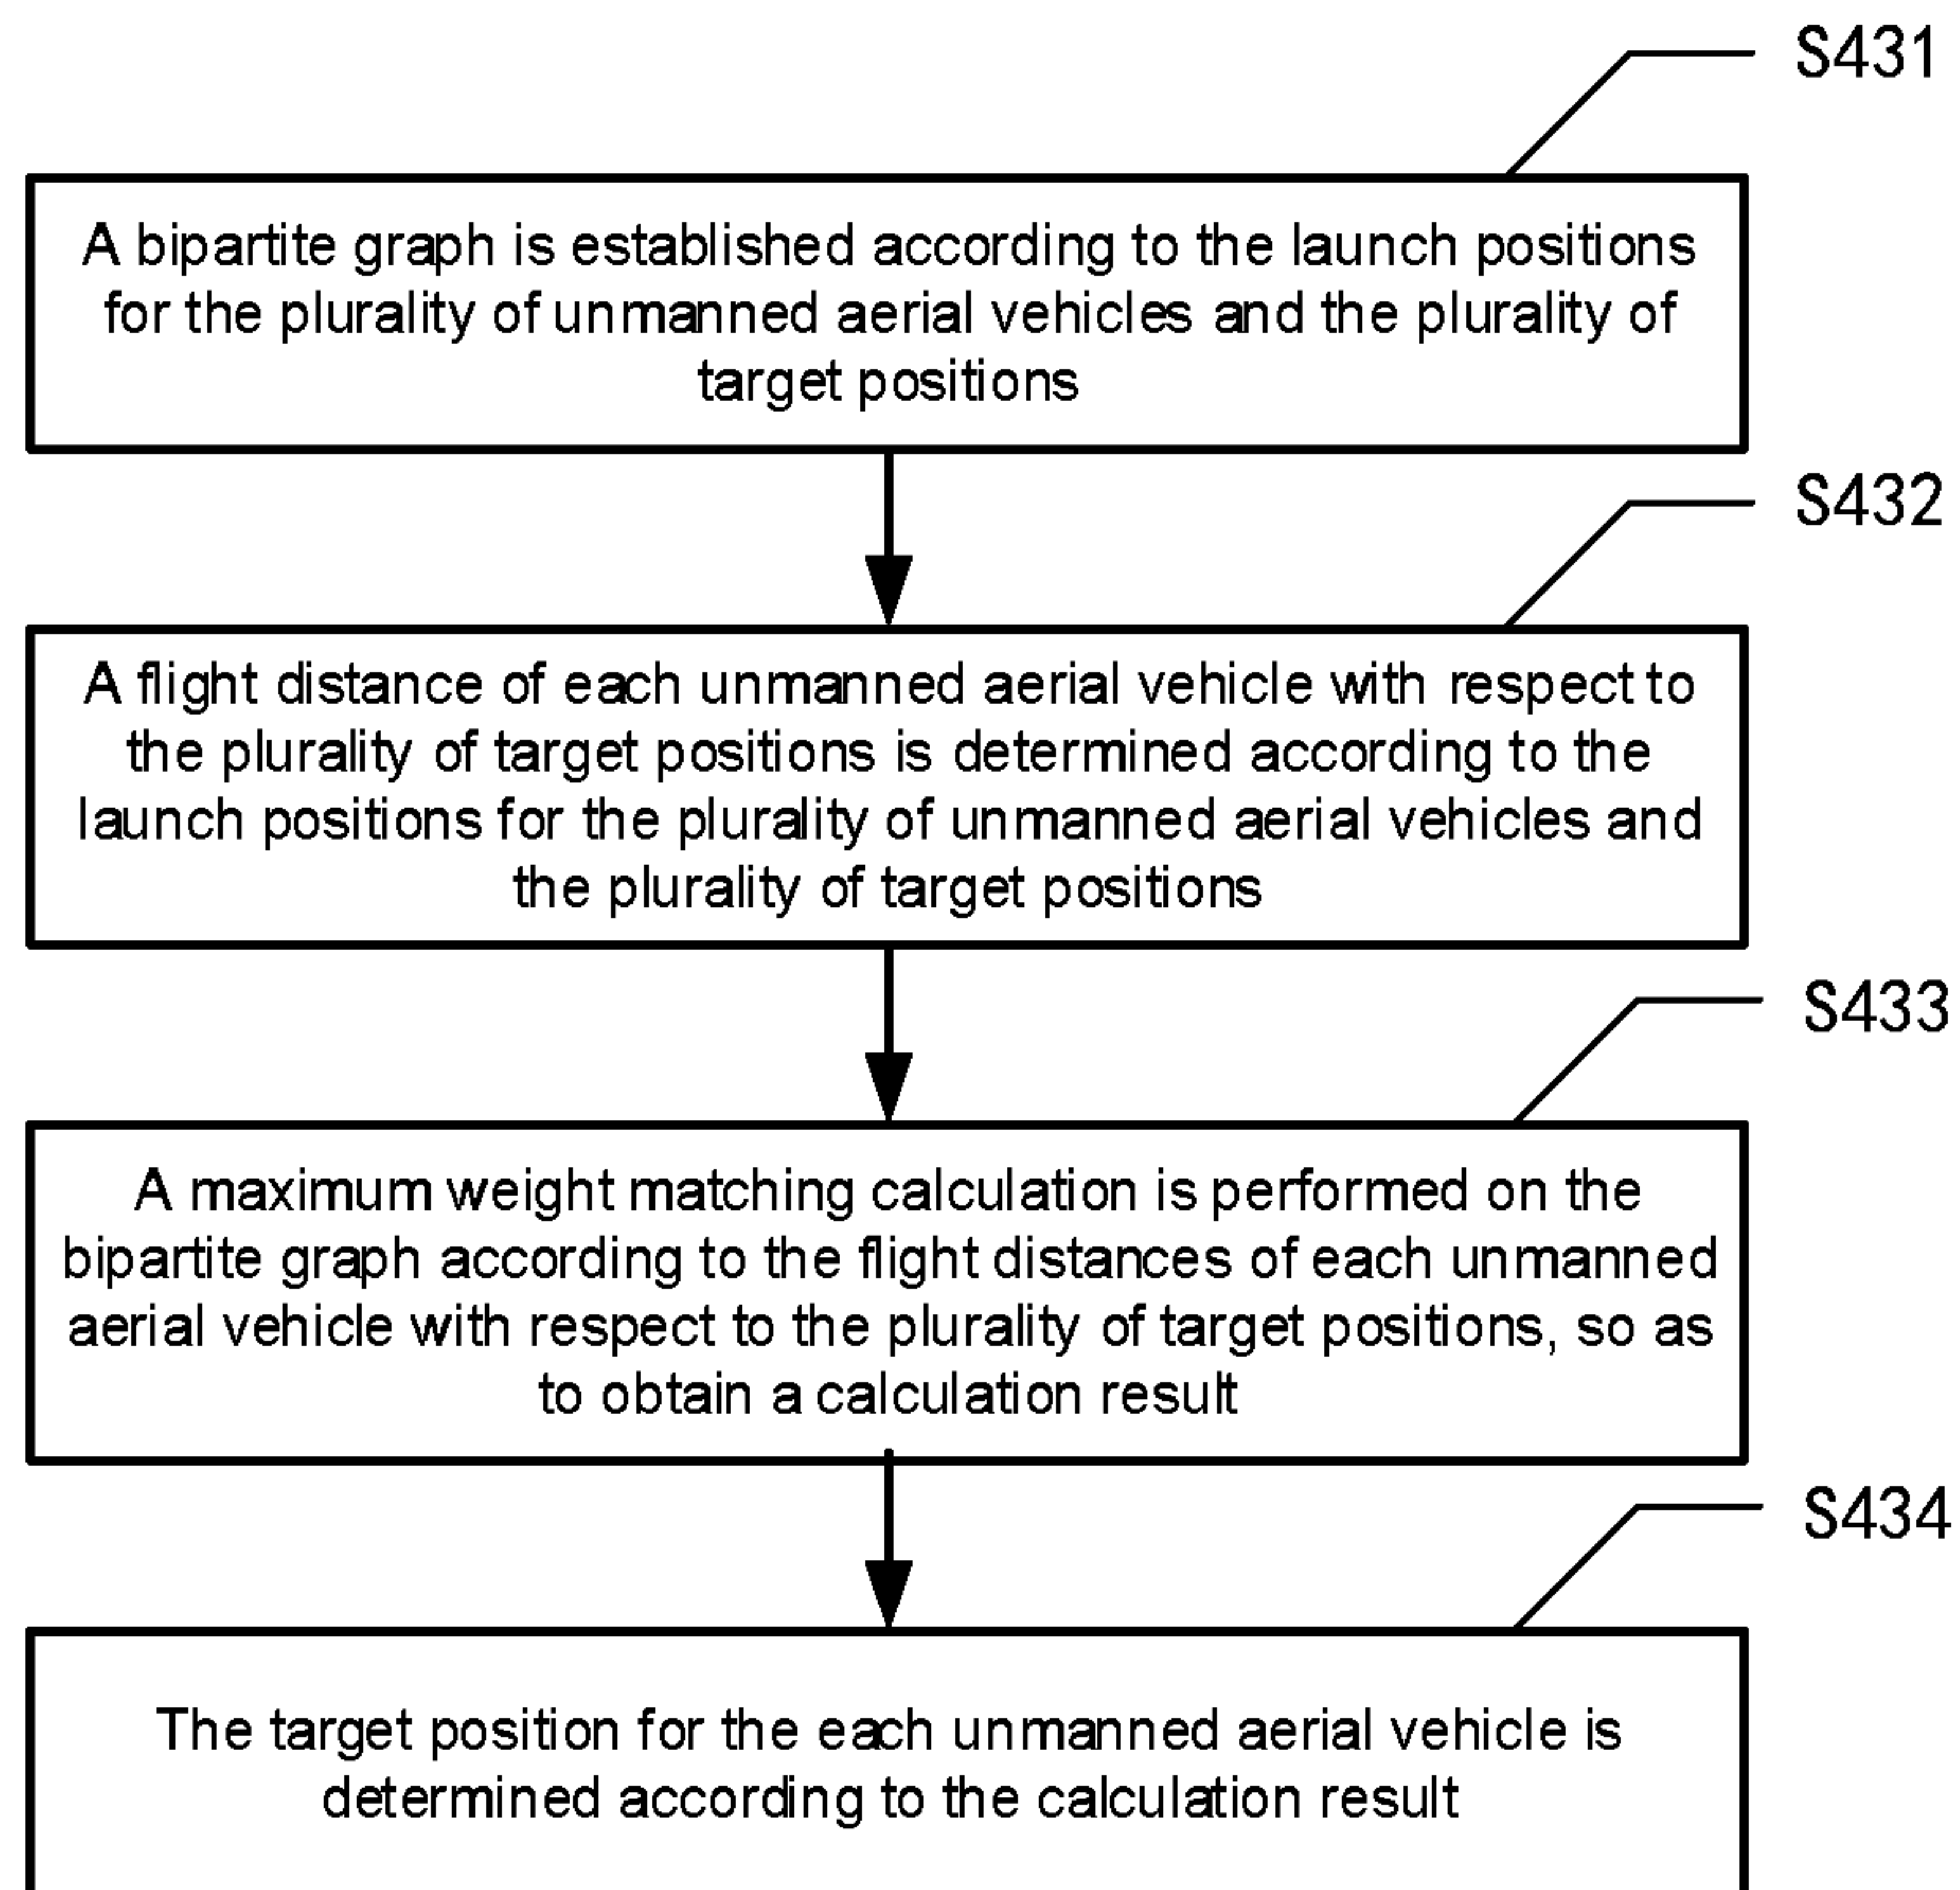 S431
A bipartite graph is established according to the launch positions
for the plurality of unmanned aerial vehicles and the plurality of
target positions
S432
A flight distance of each unmanned aerial vehicle with respect to
the plurality of target positions is determined according to the
launch positions for the plurality of unmanned aerial vehicles and
the plurality of target positions
S433
A maximum weight matching calculation is performed on the
bipartite graph according to the flight distances of each unmanned
aerial vehicle with respect to the plurality of target positions, so as
to obtain a calculation result
S434
The target position for the each unmanned aerial vehicle is
determined according to the calculation result